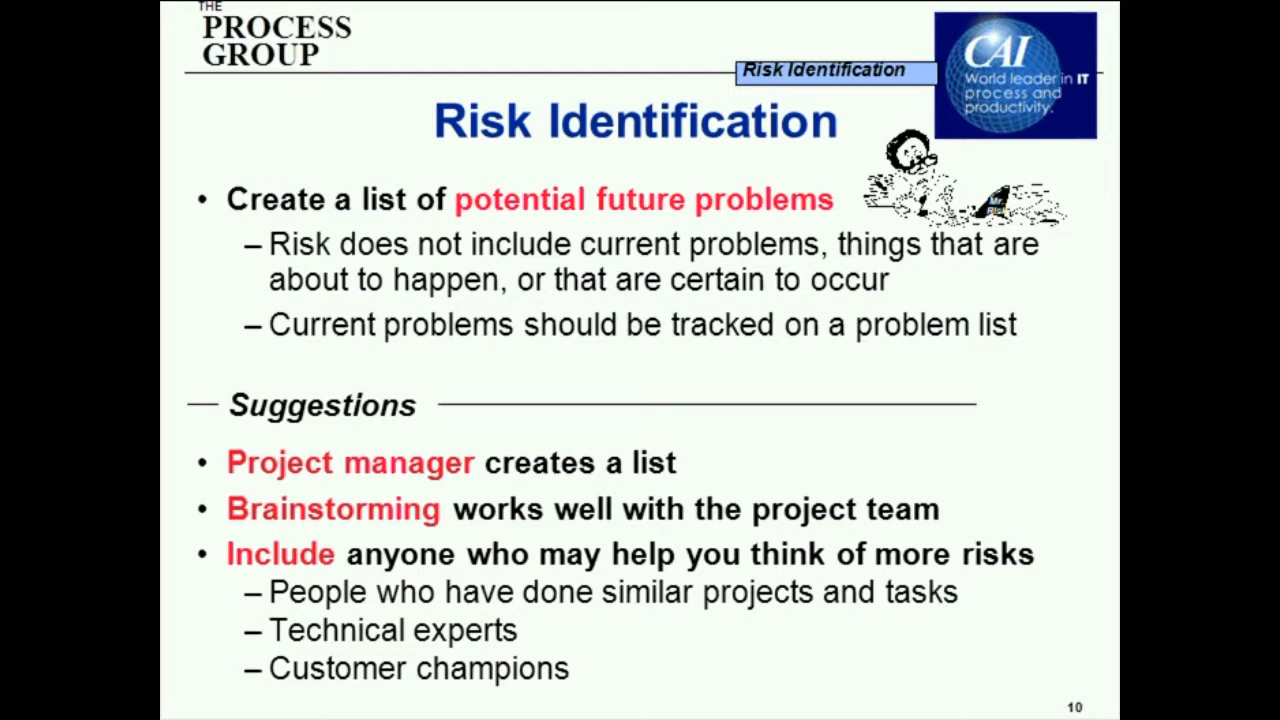 THE
PROCESS
GROUP
Risk Identification
CAI
World leader in IT
process and
productivity.
Risk Identification
• Create a list of potential future problems
Mr.
Risk
– Risk does not include current problems, things that are
about to happen, or that are certain to occur
– Current problems should be tracked on a problem list
Suggestions
• Project manager creates a list
• Brainstorming works well with the project team
• Include anyone who may help you think of more risks
– People who have done similar projects and tasks
– Technical experts
– Customer champions
10